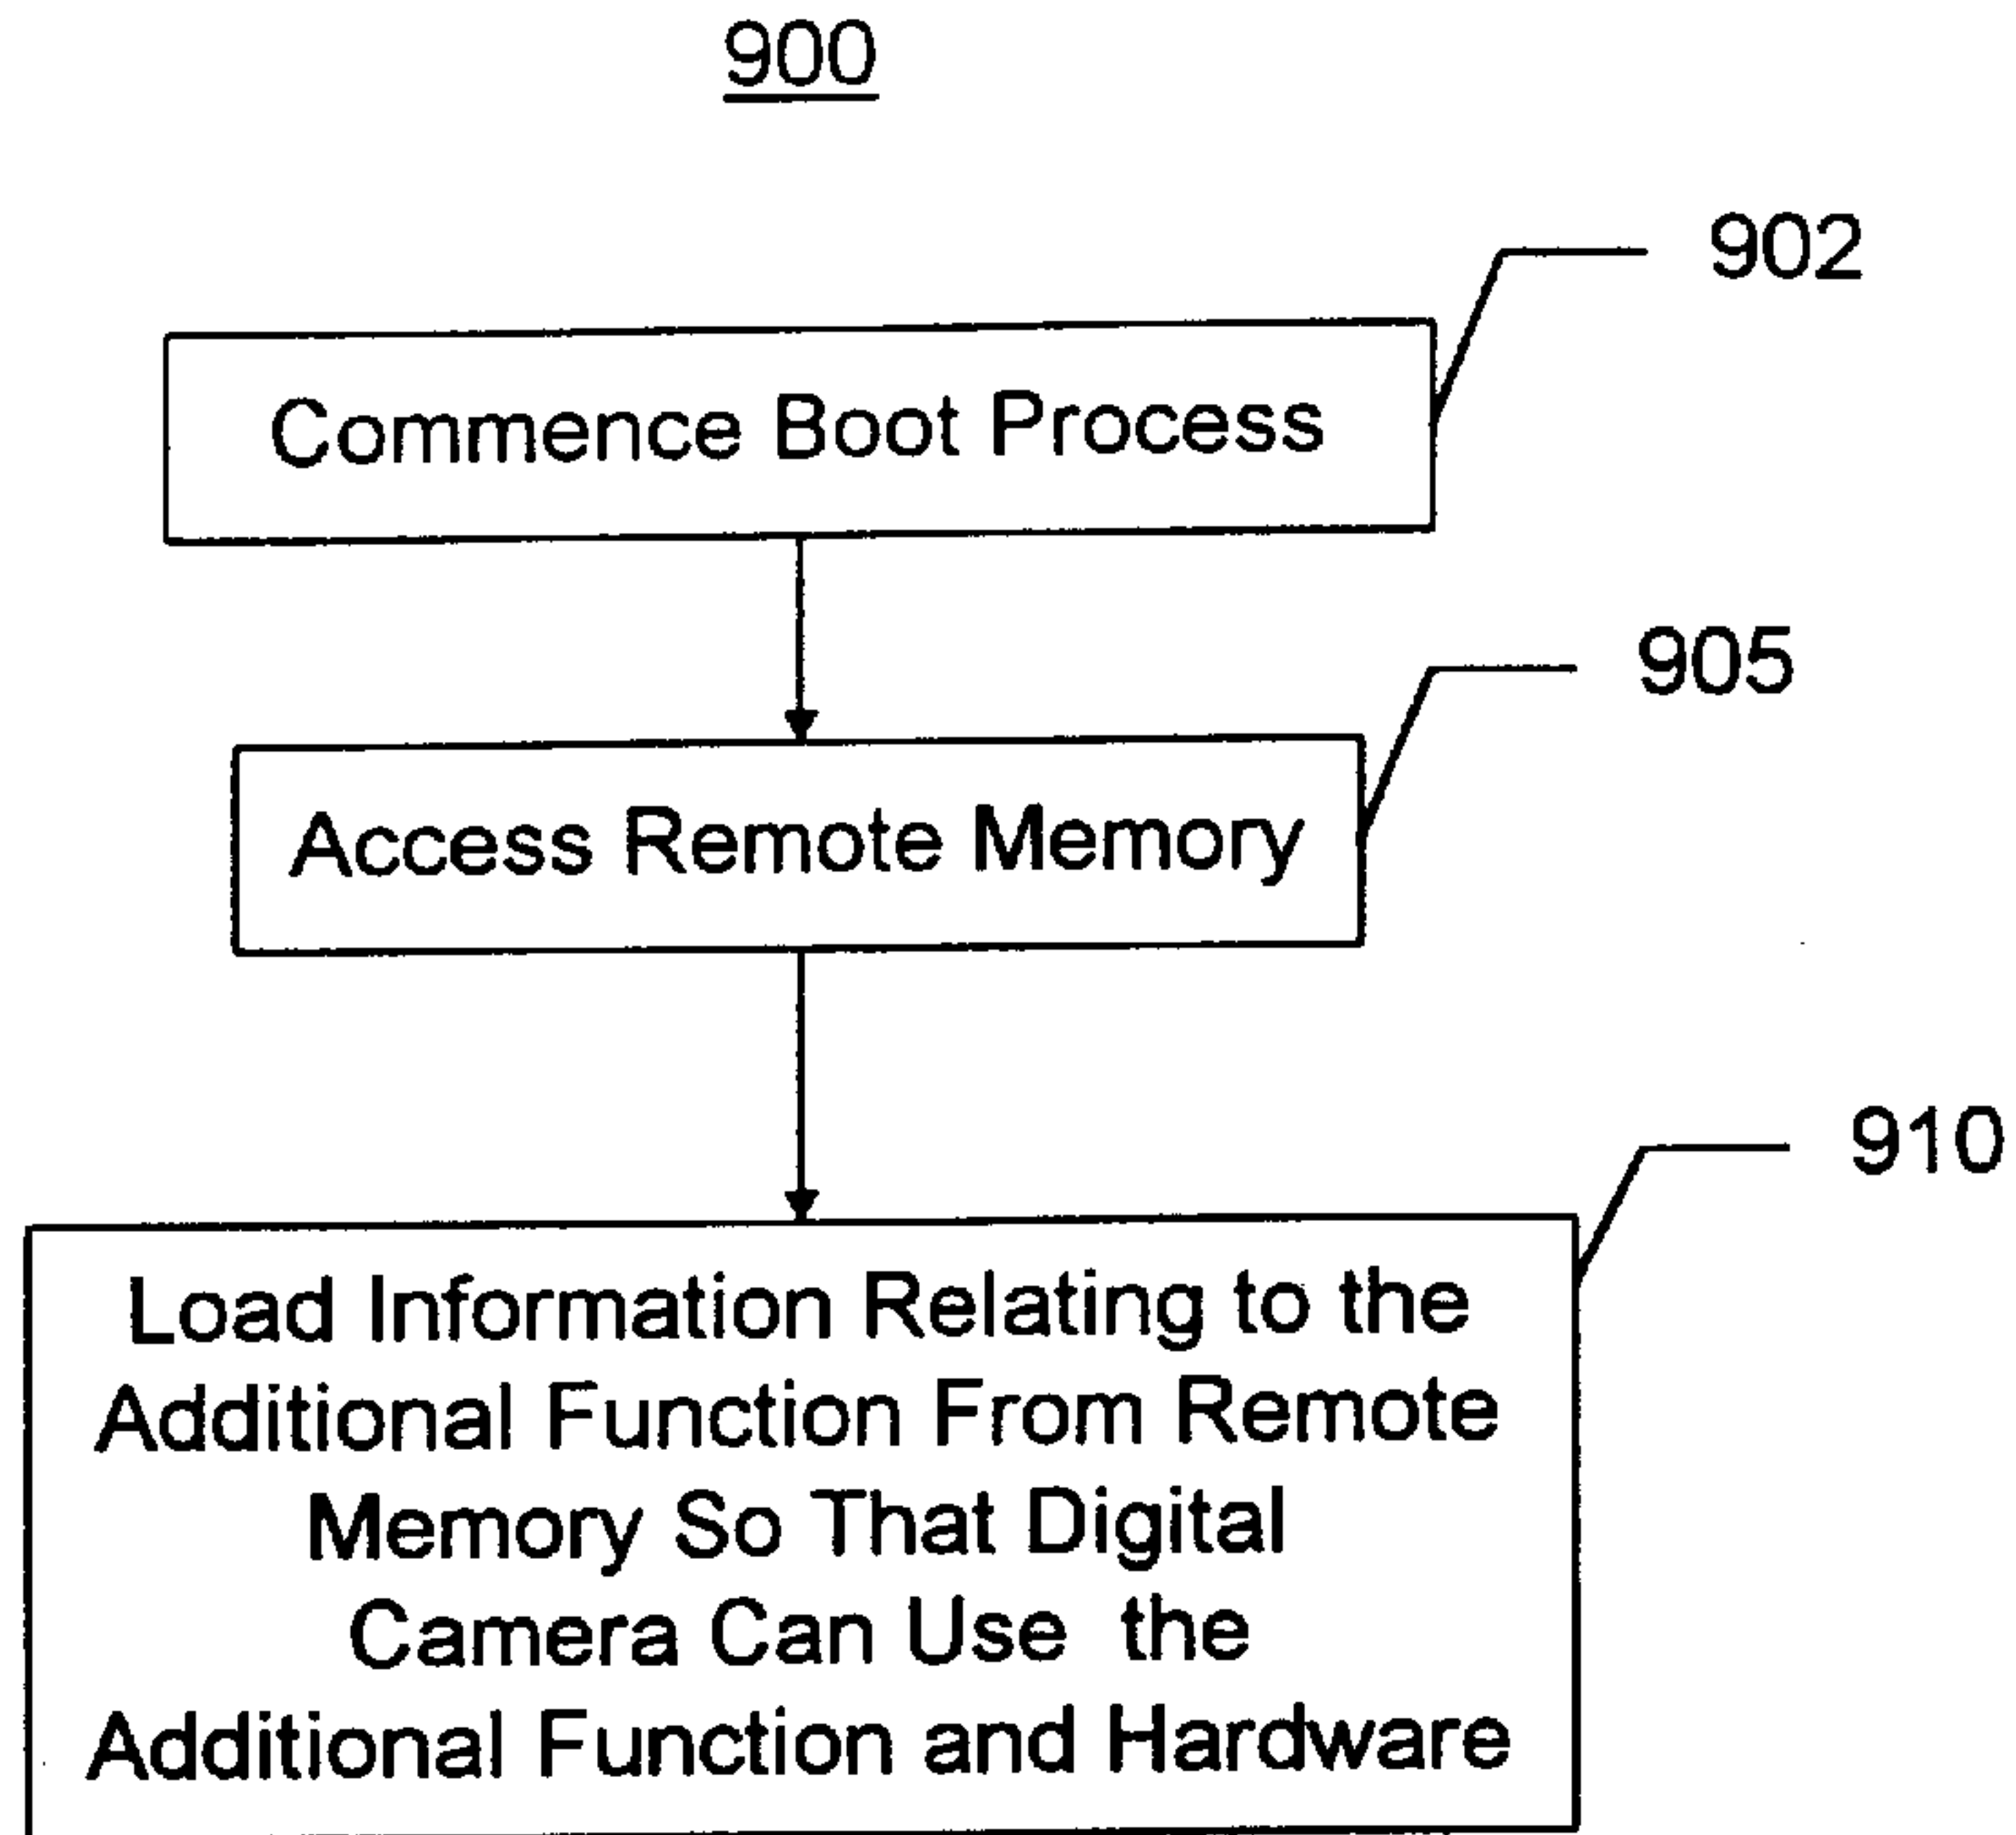 900
902
Commence Boot Process
905
Access Remote Memory
910
Load Information Relating to the
Additional Function From Remote
Memory So That Digital
Camera Can Use the
Additional Function and Hardware